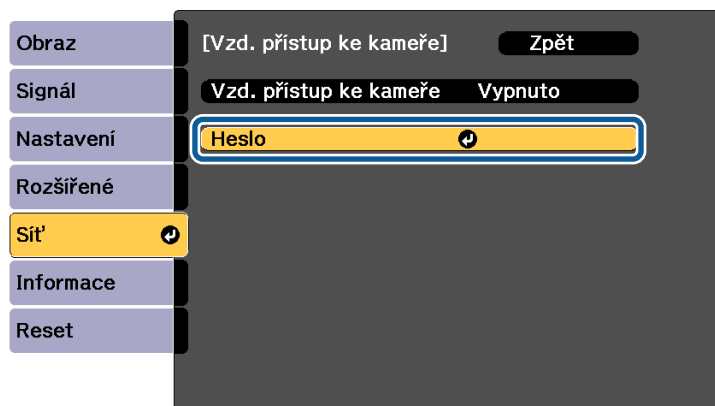 Obraz
Signál
Nastavení
Rozšířené
Síť
Informace
Reset
[Vzd. přístup ke kameře] Zpět
Vzd. přístup ke kameře Vypnuto
Heslo